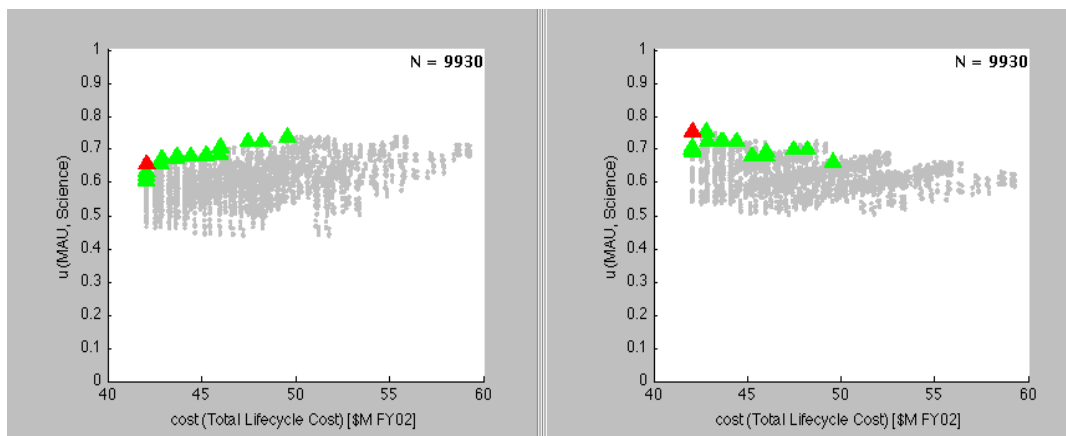 N = 9930
1
0.9
0.8
0.7
0.6
0.5
0.4
0.3
0.2
0.1
0
u (MAU, Science)
40 45 50 55 60
cost (Total Lifecycle Cost) [$M FY02]
N = 9930
1
0.9
0.8
0.7
0.6
0.5
0.4
0.3
0.2
0.1
0
u (MAU, Science)
40 45 50 55 60
cost (Total Lifecycle Cost) [$M FY02]